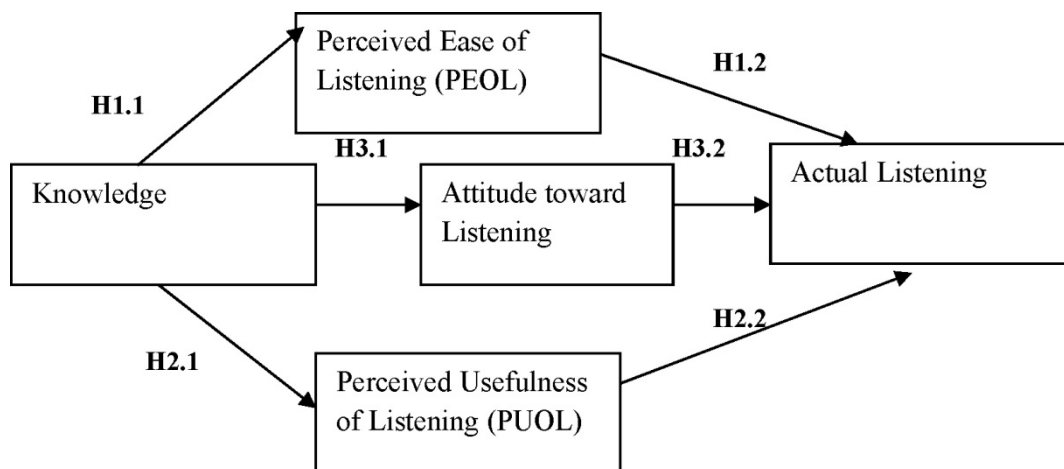 Perceived Ease of
Listening (PEOL)
H1.1
H1.2
Knowledge
H3.1
Attitude toward
Listening
H3.2
Actual Listening
H2.1
Perceived Usefulness
of Listening (PUOL)
H2.2